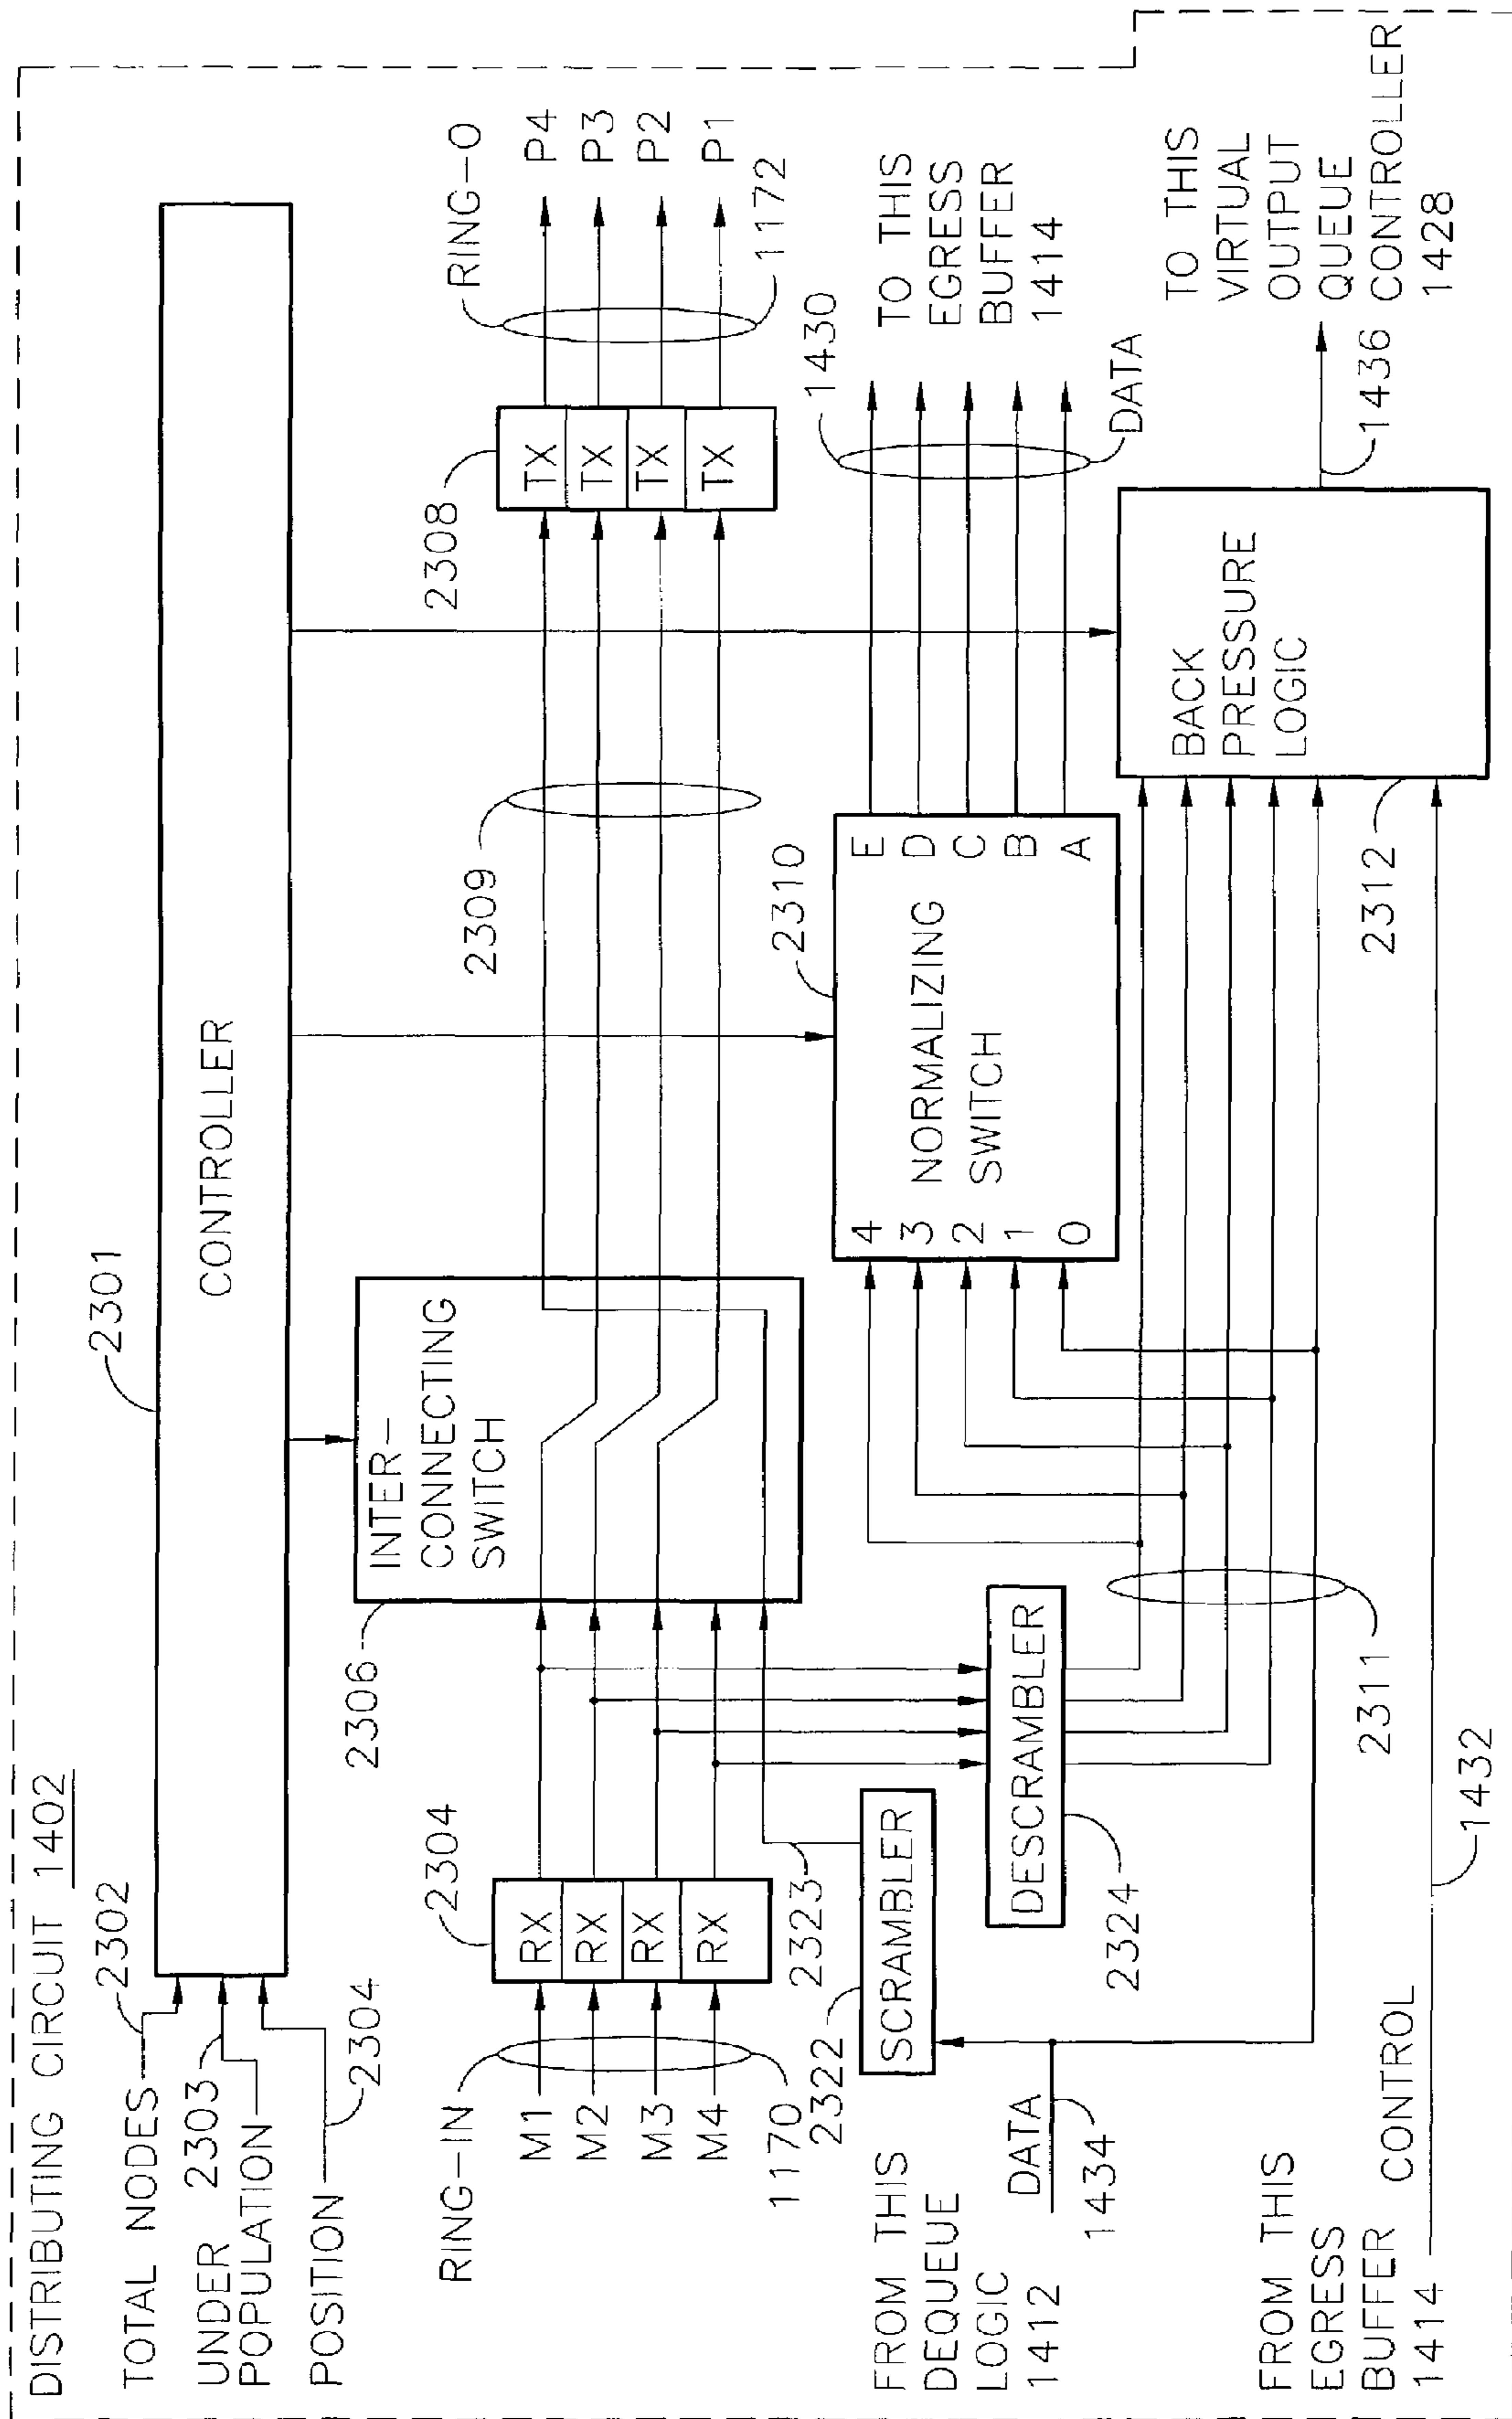 DISTRIBUTING CIRCUIT 1402
TOTAL NODES
2302
UNDER
POPULATION
2303
POSITION
2304
2301
CONTROLLER
RING-IN
M1
M2
M3
M4
1170
2304
RX
RX
RX
RX
2306
INTER-
CONNECTING
SWITCH
2309
2308
TX
TX
TX
TX
RING-O
P4
P3
P2
P1
1172
2322
SCRAMBLER
2323
DESCRAMBLER
2324
FROM THIS
DEQUEUE
LOGIC
1412
DATA
1434
2310
4
3
2
1
0
NORMALIZING
SWITCH
E
D
C
B
A
1430
DATA
TO THIS
EGRESS
BUFFER
1414
2311
2312
BACK
PRESSURE
LOGIC
1436
TO THIS
VIRTUAL
OUTPUT
QUEUE
CONTROLLER
1428
FROM THIS
EGRESS
BUFFER
1414
CONTROL
1432